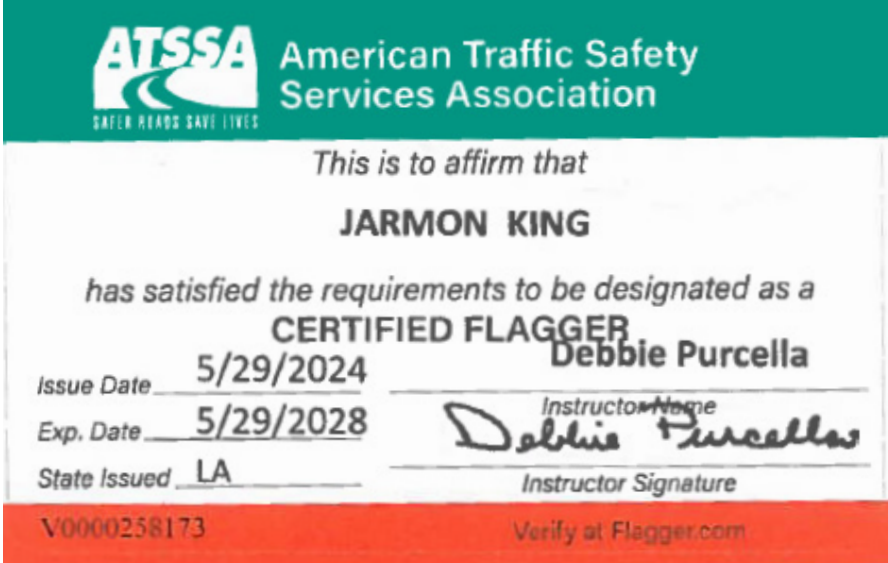 ATSSA
SAFER ROADS SAVE LIVES
American Traffic Safety
Services Association
This is to affirm that
JARMON KING
has satisfied the requirements to be designated as a
CERTIFIED FLAGGER
Debbie Purcella
Issue Date 5/29/2024
Instructor Name
Exp. Date 5/29/2028
Debbie Purcella
State Issued LA
Instructor Signature
V0000258173
Verify at Flagger.com